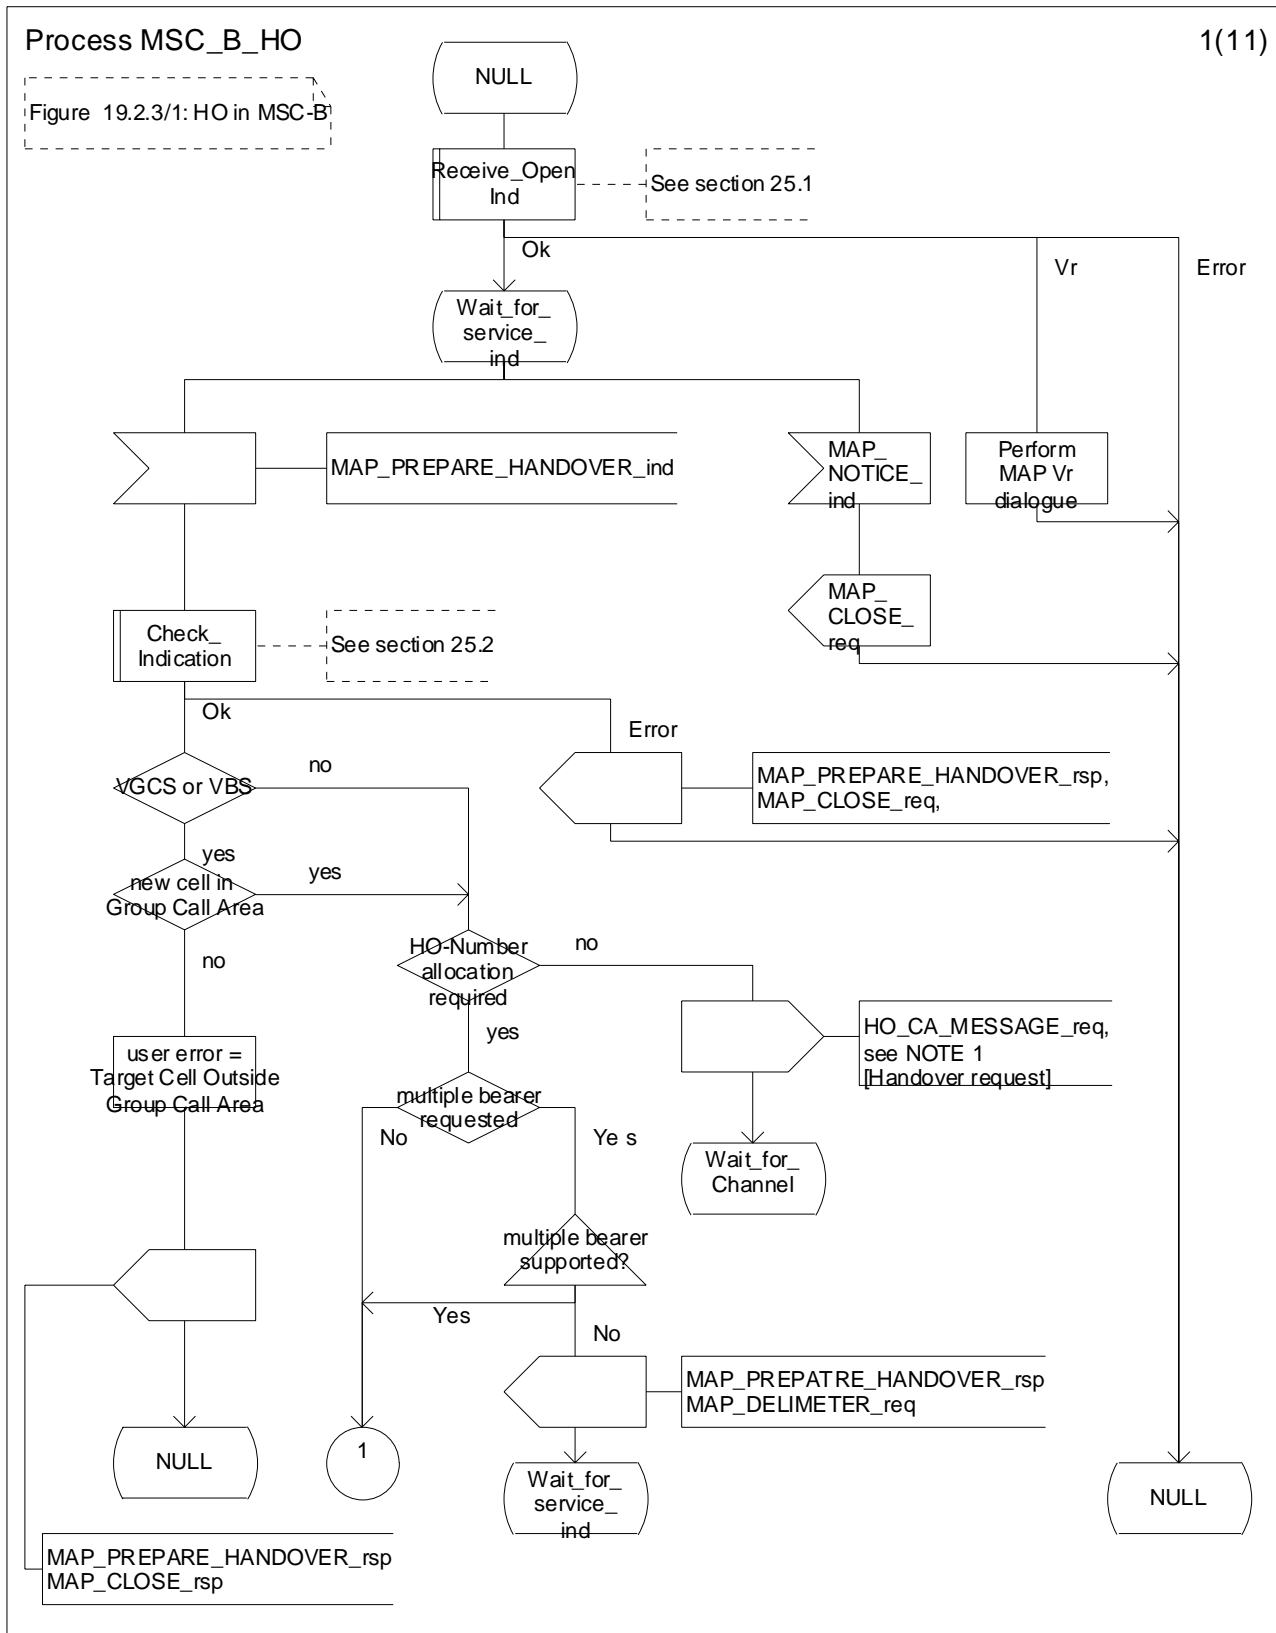 Process MSC_B_HO
1(11)
Figure 19.2.3/1: HO in MSC-B
NULL
Receive_Open
Ind
See section 25.1
Ok
Vr
Error
Wait_for_
service_
ind
MAP_PREPARE_HANDOVER_ind
MAP_
NOTICE_
ind
Perform
MAP Vr
dialogue
MAP_
CLOSE_
req
Check_
Indication
See section 25.2
Ok
Error
VGCS or VBS
no
MAP_PREPARE_HANDOVER_rsp,
MAP_CLOSE_req,
yes
new cell in
Group Call Area
yes
no
HO-Number
allocation
required
no
yes
HO_CA_MESSAGE_req,
see NOTE 1
[Handover request]
user error =
Target Cell Outside
Group Call Area
multiple bearer
requested
No
Ye s
Wait_for_
Channel
multiple bearer
supported?
Yes
No
MAP_PREPATRE_HANDOVER_rsp
MAP_DELIMETER_req
NULL
1
Wait_for_
service_
ind
NULL
MAP_PREPARE_HANDOVER_rsp
MAP_CLOSE_rsp